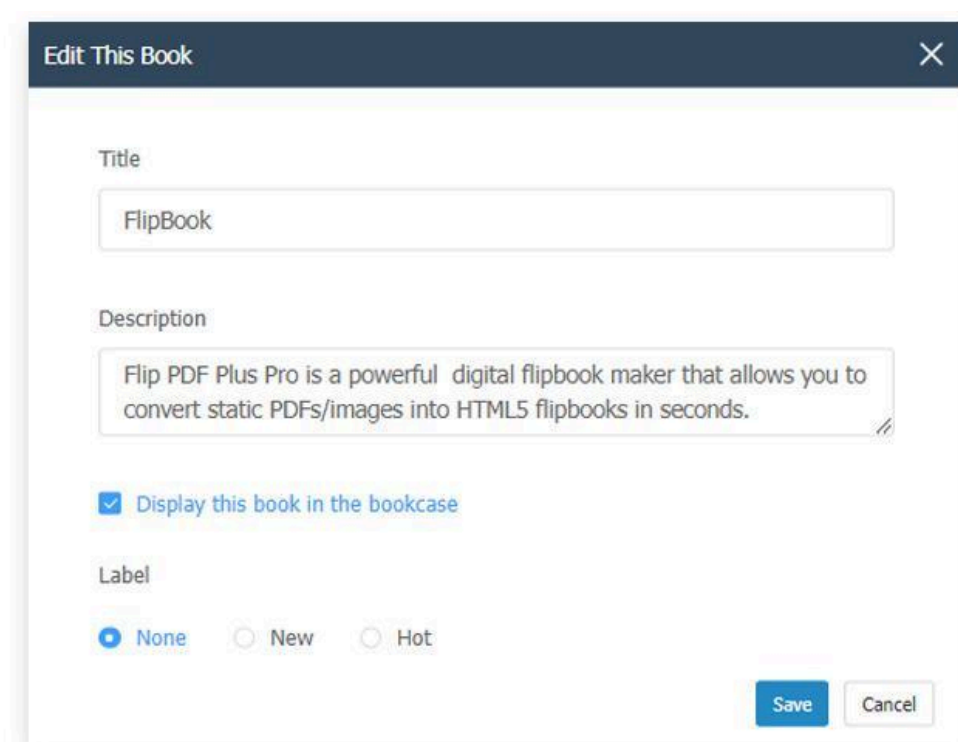 Edit This Book
Title
FlipBook
Description
Flip PDF Plus Pro is a powerful  digital flipbook maker that allows you to
convert static PDFs/images into HTML5 flipbooks in seconds.
Display this book in the bookcase
Label
None New Hot
Save Cancel